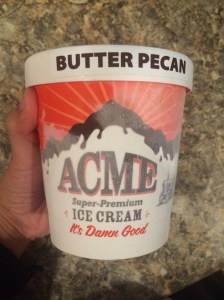 BUTTER PECAN
ACME
Super-Premium
ICE CREAM
It's Damn Good